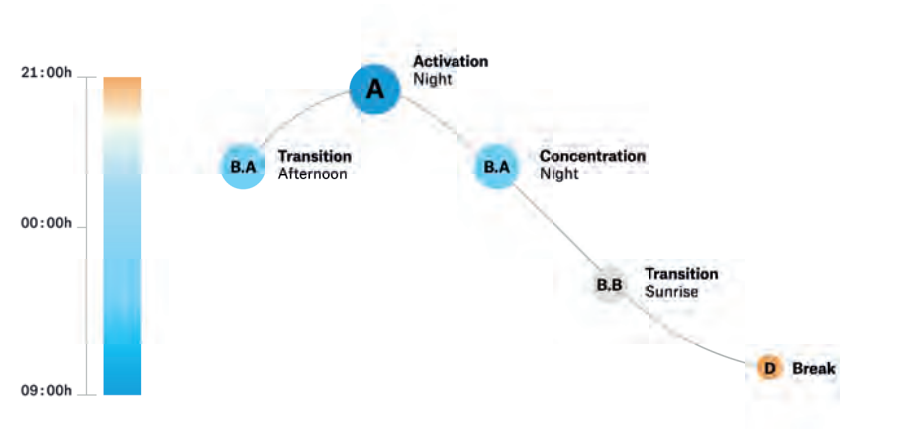 21:00h
00:00h
09:00h
A
Activation
Night
B.A
Transition
Afternoon
B.A
Concentration
Night
B.B
Transition
Sunrise
D
Break